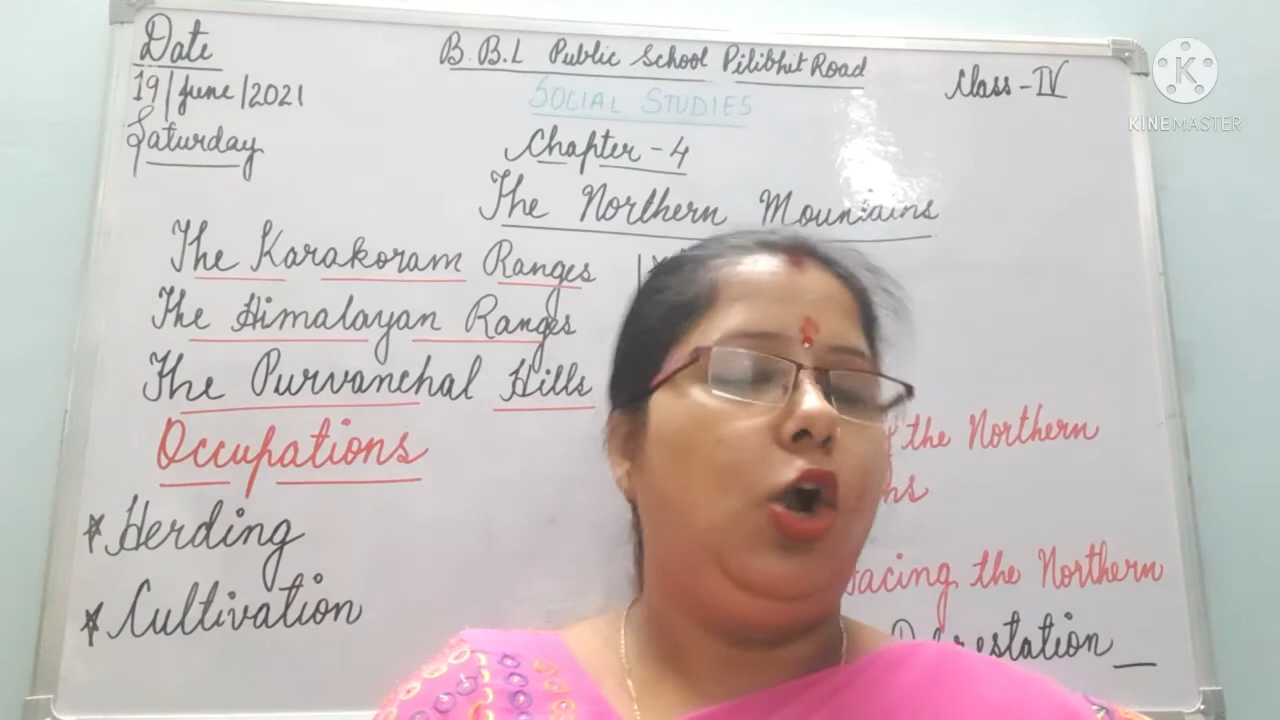 Date
19/June/2021
Saturday
B.B.L Public School Pilibhit Road
Class-IV
SOCIAL STUDIES
Chapter-4
The Northern Mountains
The Karakoram Ranges
The Himalayan Ranges
The Purvanchal Hills
Occupations
* Herding
* Cultivation
the Northern
facing the Northern
KINEMASTER